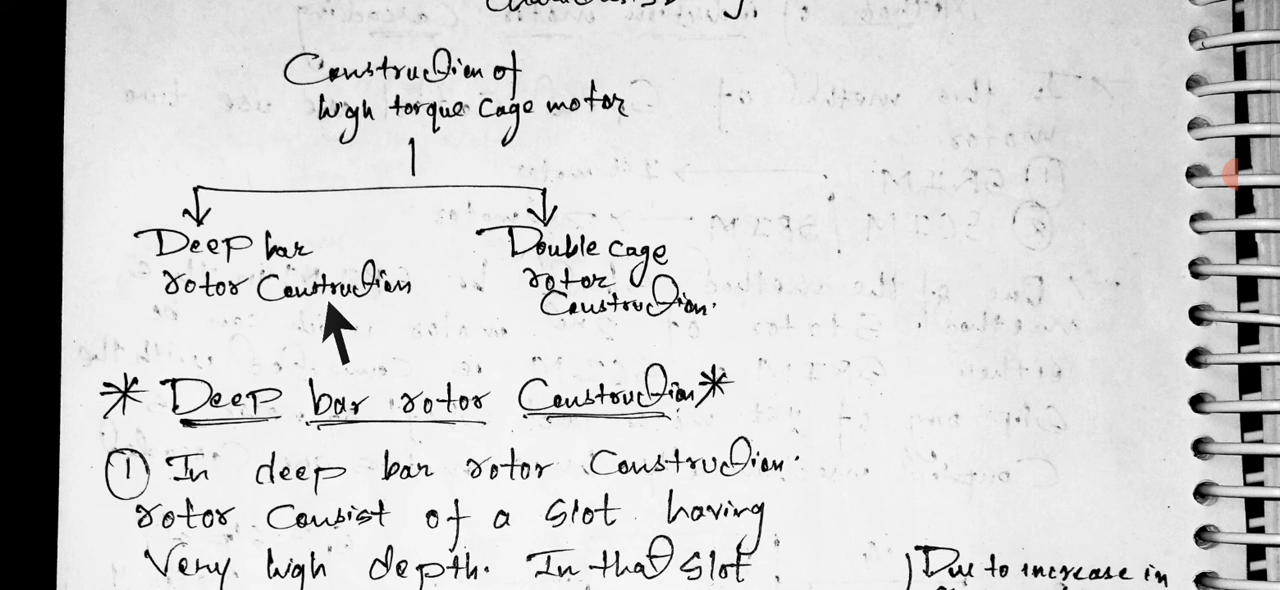 Construction of
high torque cage motor
Deep bar
rotor Construction
Double cage
rotor
Construction.
* Deep bar rotor Construction *
① In deep bar rotor Construction.
rotor Consist of a slot having
Very high depth. In that slot
Due to increase in